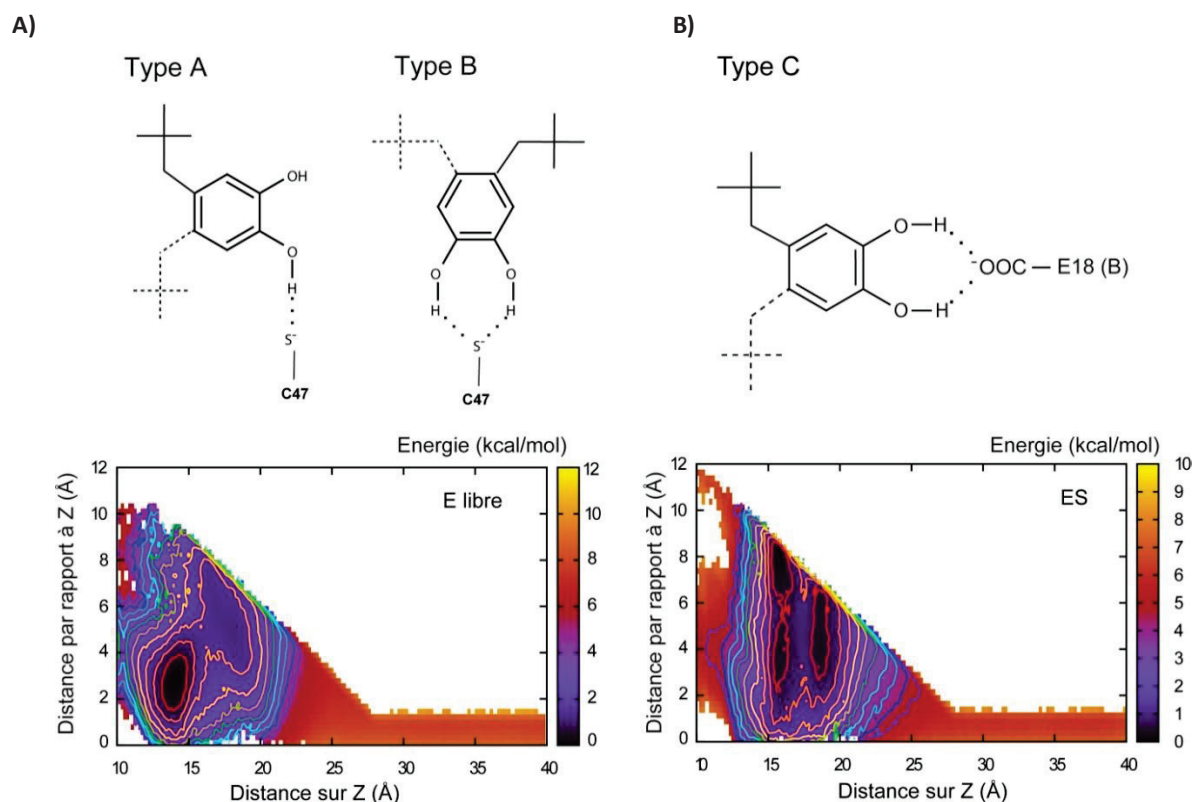 A)
B)
Type A
Type B
Type C
OH
O
H
S-
C47
O
O
H
H
S-
C47
O—H
O—H
-OOC — E18 (B)
Energie (kcal/mol)
E libre
Distance par rapport à Z (Å)
12
10
8
6
4
2
0
10
15
20
25
30
35
40
Distance sur Z (Å)
12
10
8
6
4
2
0
Energie (kcal/mol)
ES
Distance par rapport à Z (Å)
12
10
8
6
4
2
0
10
15
20
25
30
35
40
Distance sur Z (Å)
10
9
8
7
6
5
4
3
2
1
0